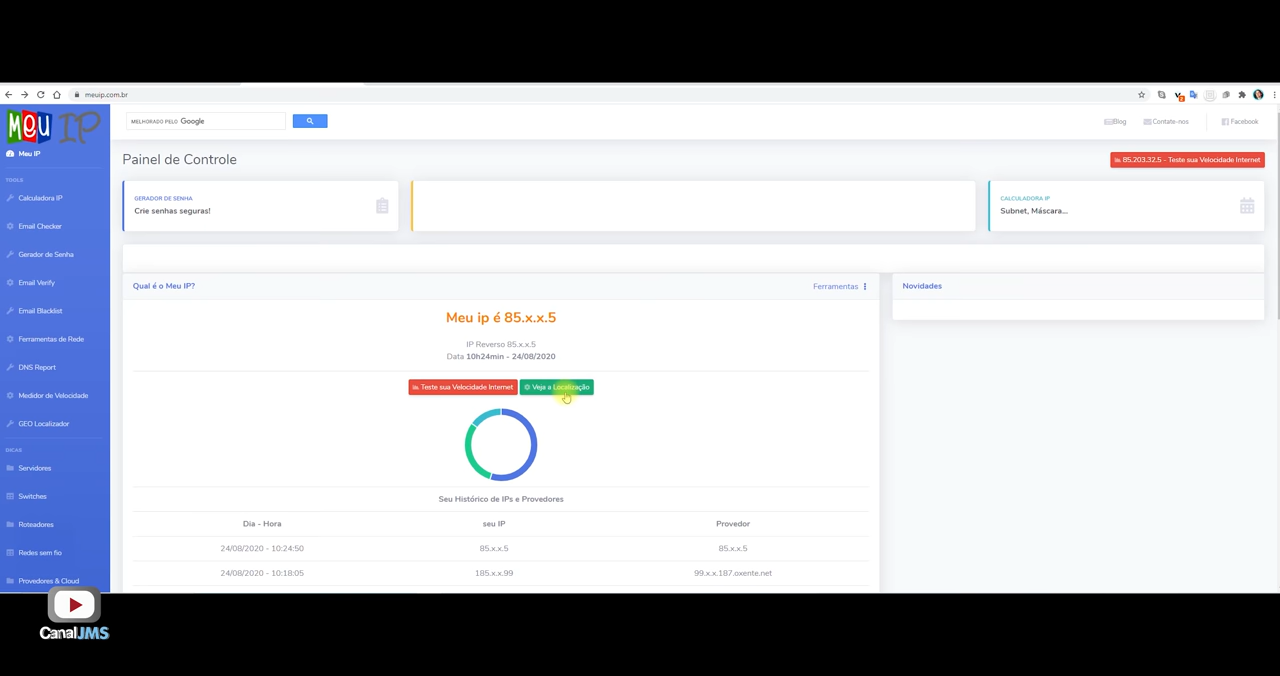 meuip.com.br
Meu IP
MELHORADO PELO Google
Blog
Contate-nos
Facebook
Meu IP
Painel de Controle
85.203.32.5 - Teste sua Velocidade Internet
TOOLS
Calculadora IP
Email Checker
Gerador de Senha
Email Verify
Email Blacklist
Ferramentas de Rede
DNS Report
Medidor de Velocidade
GEO Localizador
DICAS
Servidores
Switches
Roteadores
Redes sem fio
Provedores & Cloud
GERADOR DE SENHA
Crie senhas seguras!
CALCULADORA IP
Subnet, Máscara...
Qual é o Meu IP?
Ferramentas
Novidades
Meu ip é 85.x.x.5
IP Reverso 85.x.x.5
Data 10h24min - 24/08/2020
Teste sua Velocidade Internet
Veja a Localização
Seu Histórico de IPs e Provedores
Dia - Hora seu IP Provedor
24/08/2020 - 10:24:50 85.x.x.5 85.x.x.5
24/08/2020 - 10:18:05 185.x.x.99 99.x.x.187.oxente.net
CanalJMS